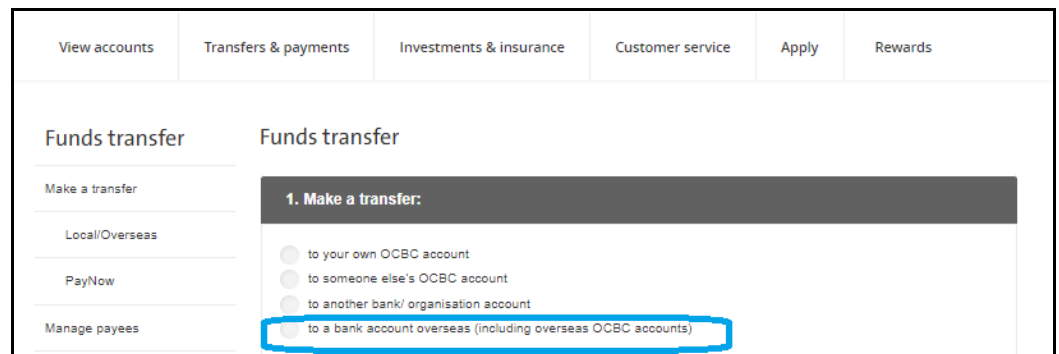 View accounts
Transfers & payments
Investments & insurance
Customer service
Apply
Rewards
Funds transfer
Make a transfer
Local/Overseas
PayNow
Manage payees
Funds transfer
1. Make a transfer:
to your own OCBC account
to someone else's OCBC account
to another bank/ organisation account
to a bank account overseas (including overseas OCBC accounts)